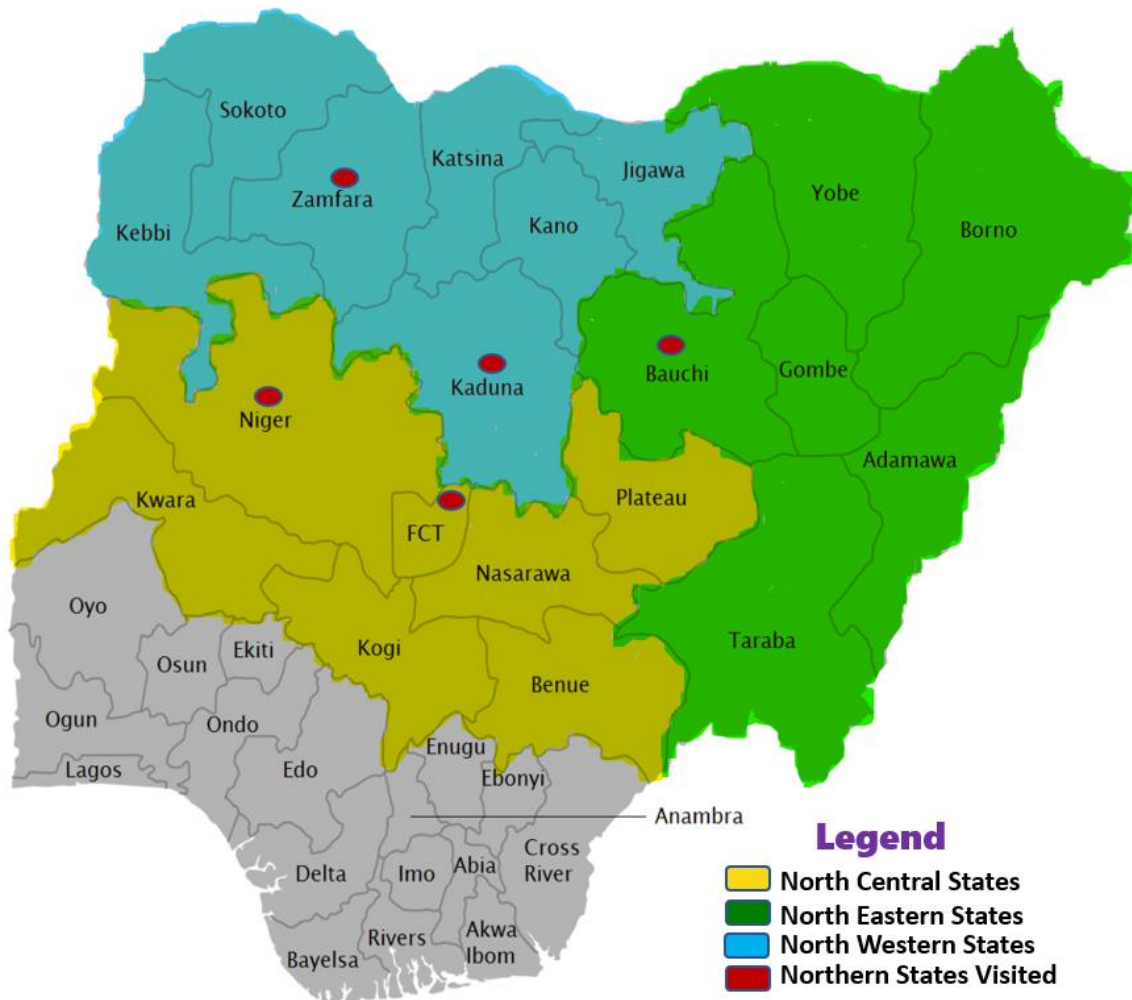 Sokoto
Katsina
Jigawa
Zamfara
Yobe
Kano
Borno
Kebbi
Gombe
Bauchi
Kaduna
Niger
Adamawa
Kwara
Plateau
FCT
Nasarawa
Oyo
Taraba
Ekiti
Kogi
Osun
Benue
Ogun
Ondo
Enugu
Lagos
Edo
Ebonyi
Anambra
Cross
River
Abia
Imo
Delta
Akwa
Ibom
Rivers
Bayelsa
Legend
North Central States
North Eastern States
North Western States
Northern States Visited